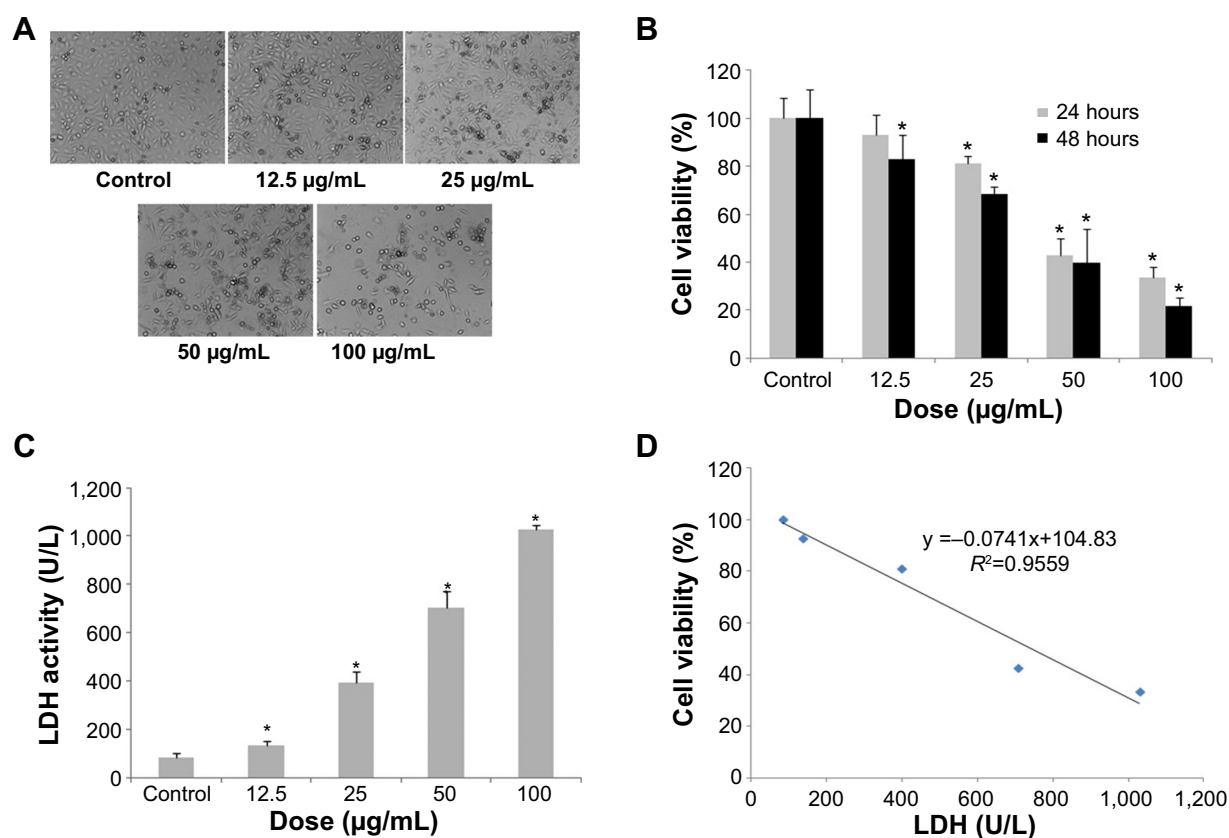 A
Control
12.5 µg/mL
25 µg/mL
50 µg/mL
100 µg/mL
B
120
100
80
60
40
20
0
Cell viability (%)
24 hours
48 hours
*
*
*
*
*
*
*
Control
12.5
25
50
100
Dose (µg/mL)
C
1,200
1,000
800
600
400
200
0
LDH activity (U/L)
*
*
*
*
Control
12.5
25
50
100
Dose (µg/mL)
D
120
100
80
60
40
20
0
Cell viability (%)
y =–0.0741x+104.83
R²=0.9559
0
200
400
600
800
1,000
1,200
LDH (U/L)